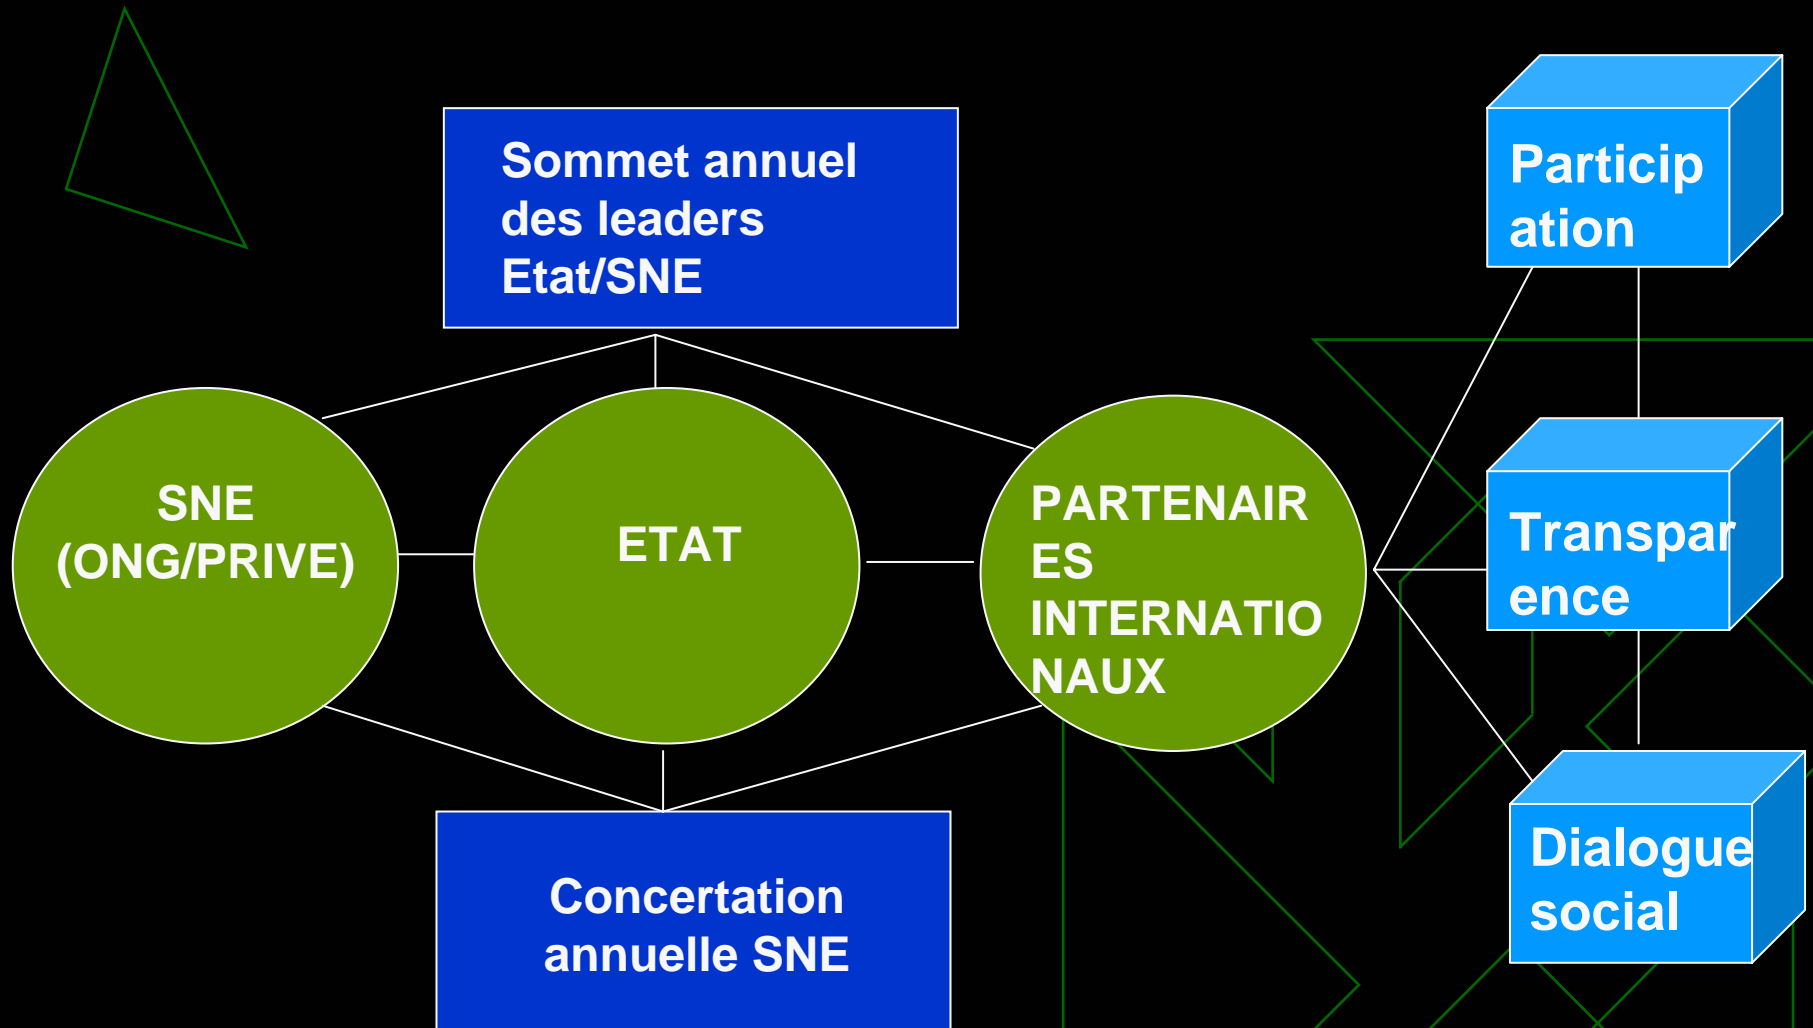 Sommet annuel
des leaders
Etat/SNE
SNE
(ONG/PRIVE)
ETAT
PARTENAIR
ES
INTERNATIO
NAUX
Concertation
annuelle SNE
Particip
ation
Transpar
ence
Dialogue
social